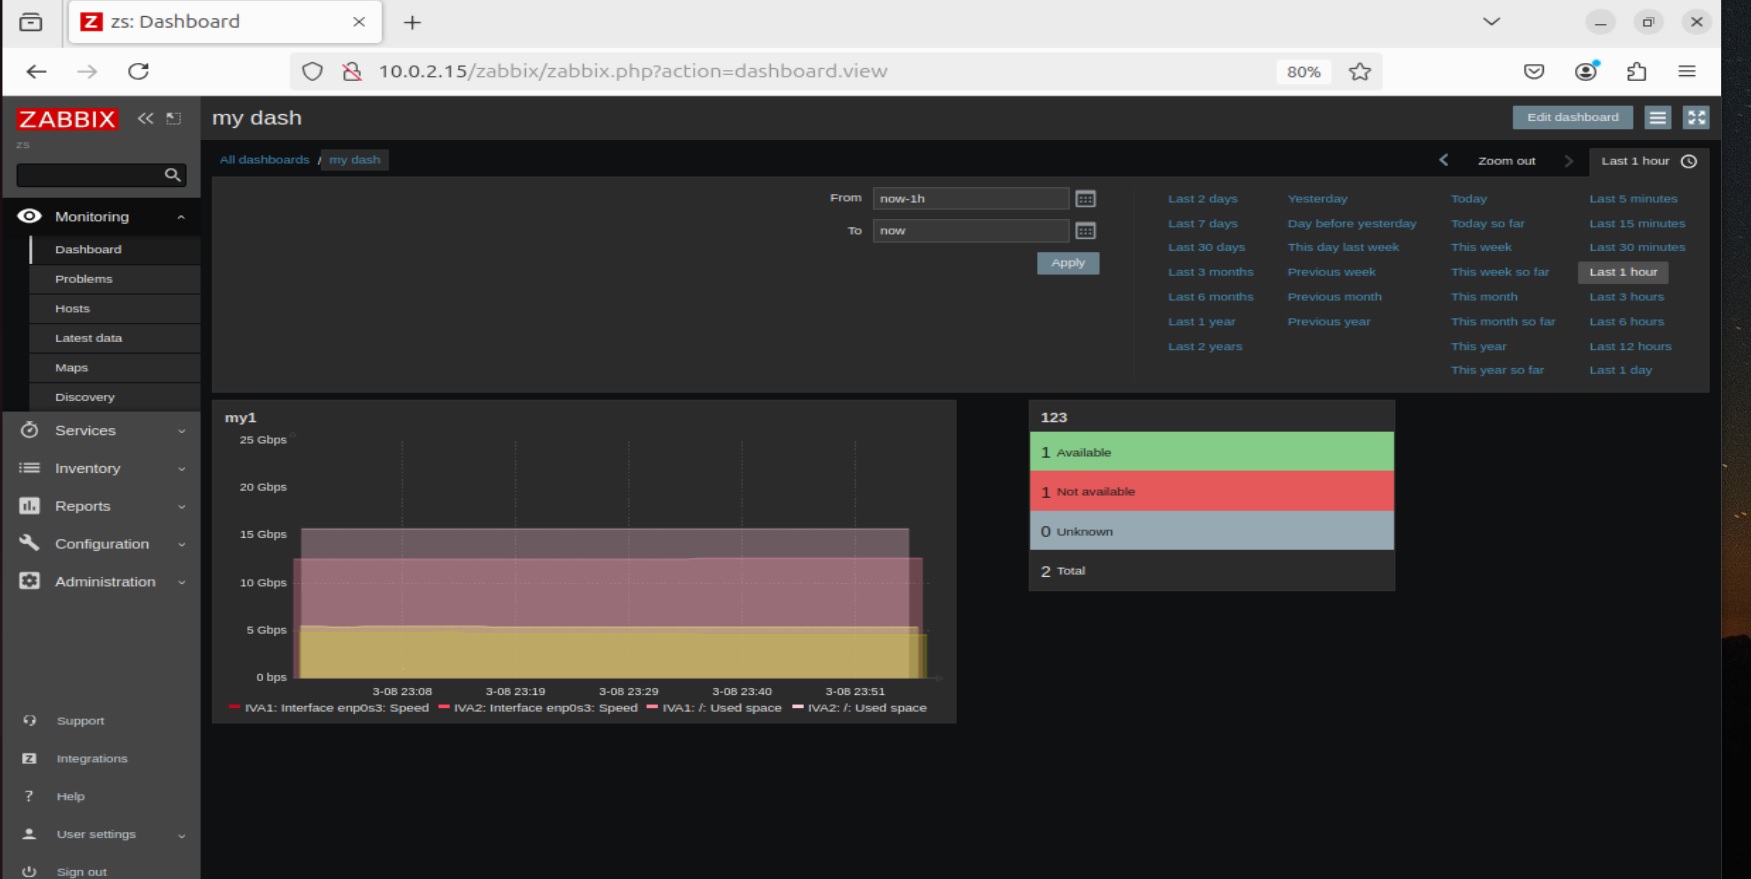 Z zs: Dashboard
10.0.2.15/zabbix/zabbix.php?action=dashboard.view
80%
ZABBIX
zs
my dash
Edit dashboard
All dashboards / my dash
Zoom out
Last 1 hour
Monitoring
Dashboard
Problems
Hosts
Latest data
Maps
Discovery
Services
Inventory
Reports
Configuration
Administration
Support
Z Integrations
? Help
User settings
Sign out
From now-1h
To now
Apply
Last 2 days Yesterday Today Last 5 minutes
Last 7 days Day before yesterday Today so far Last 15 minutes
Last 30 days This day last week This week Last 30 minutes
Last 3 months Previous week This week so far Last 1 hour
Last 6 months Previous month This month Last 3 hours
Last 1 year Previous year This month so far Last 6 hours
Last 2 years This year Last 12 hours
This year so far Last 1 day
my1
25 Gbps
20 Gbps
15 Gbps
10 Gbps
5 Gbps
0 bps
3-08 23:08 3-08 23:19 3-08 23:29 3-08 23:40 3-08 23:51
IVA1: Interface enp0s3: Speed IVA2: Interface enp0s3: Speed IVA1: /: Used space IVA2: /: Used space
123
1 Available
1 Not available
0 Unknown
2 Total